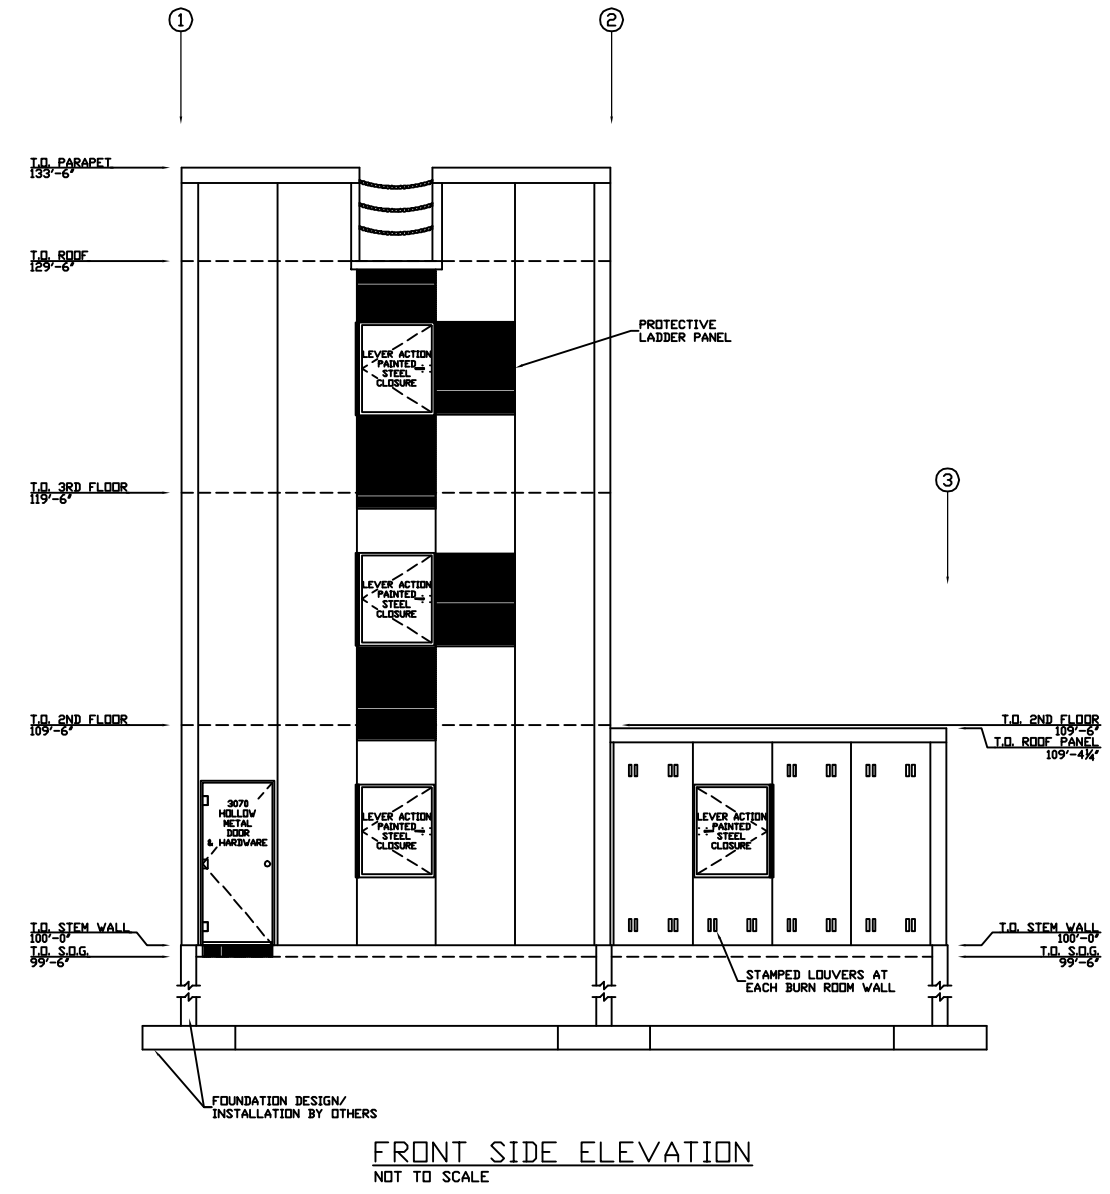 1
2
T.O. PARAPET
133'-6"
T.O. ROOF
129'-6"
PROTECTIVE
LADDER PANEL
LEVER ACTION
PAINTED
STEEL
CLOSURE
3
T.O. 3RD FLOOR
119'-6"
LEVER ACTION
PAINTED
STEEL
CLOSURE
T.O. 2ND FLOOR
109'-6"
T.O. 2ND FLOOR
109'-6"
T.O. ROOF PANEL
109'-4¼"
3070
HOLLOW
METAL
DOOR
& HARDWARE
LEVER ACTION
PAINTED
STEEL
CLOSURE
LEVER ACTION
PAINTED
STEEL
CLOSURE
T.O. STEM WALL
100'-0"
T.O. S.O.G.
99'-6"
T.O. STEM WALL
100'-0"
T.O. S.O.G.
99'-6"
STAMPED LOUVERS AT
EACH BURN ROOM WALL
FOUNDATION DESIGN/
INSTALLATION BY OTHERS
FRONT SIDE ELEVATION
NOT TO SCALE